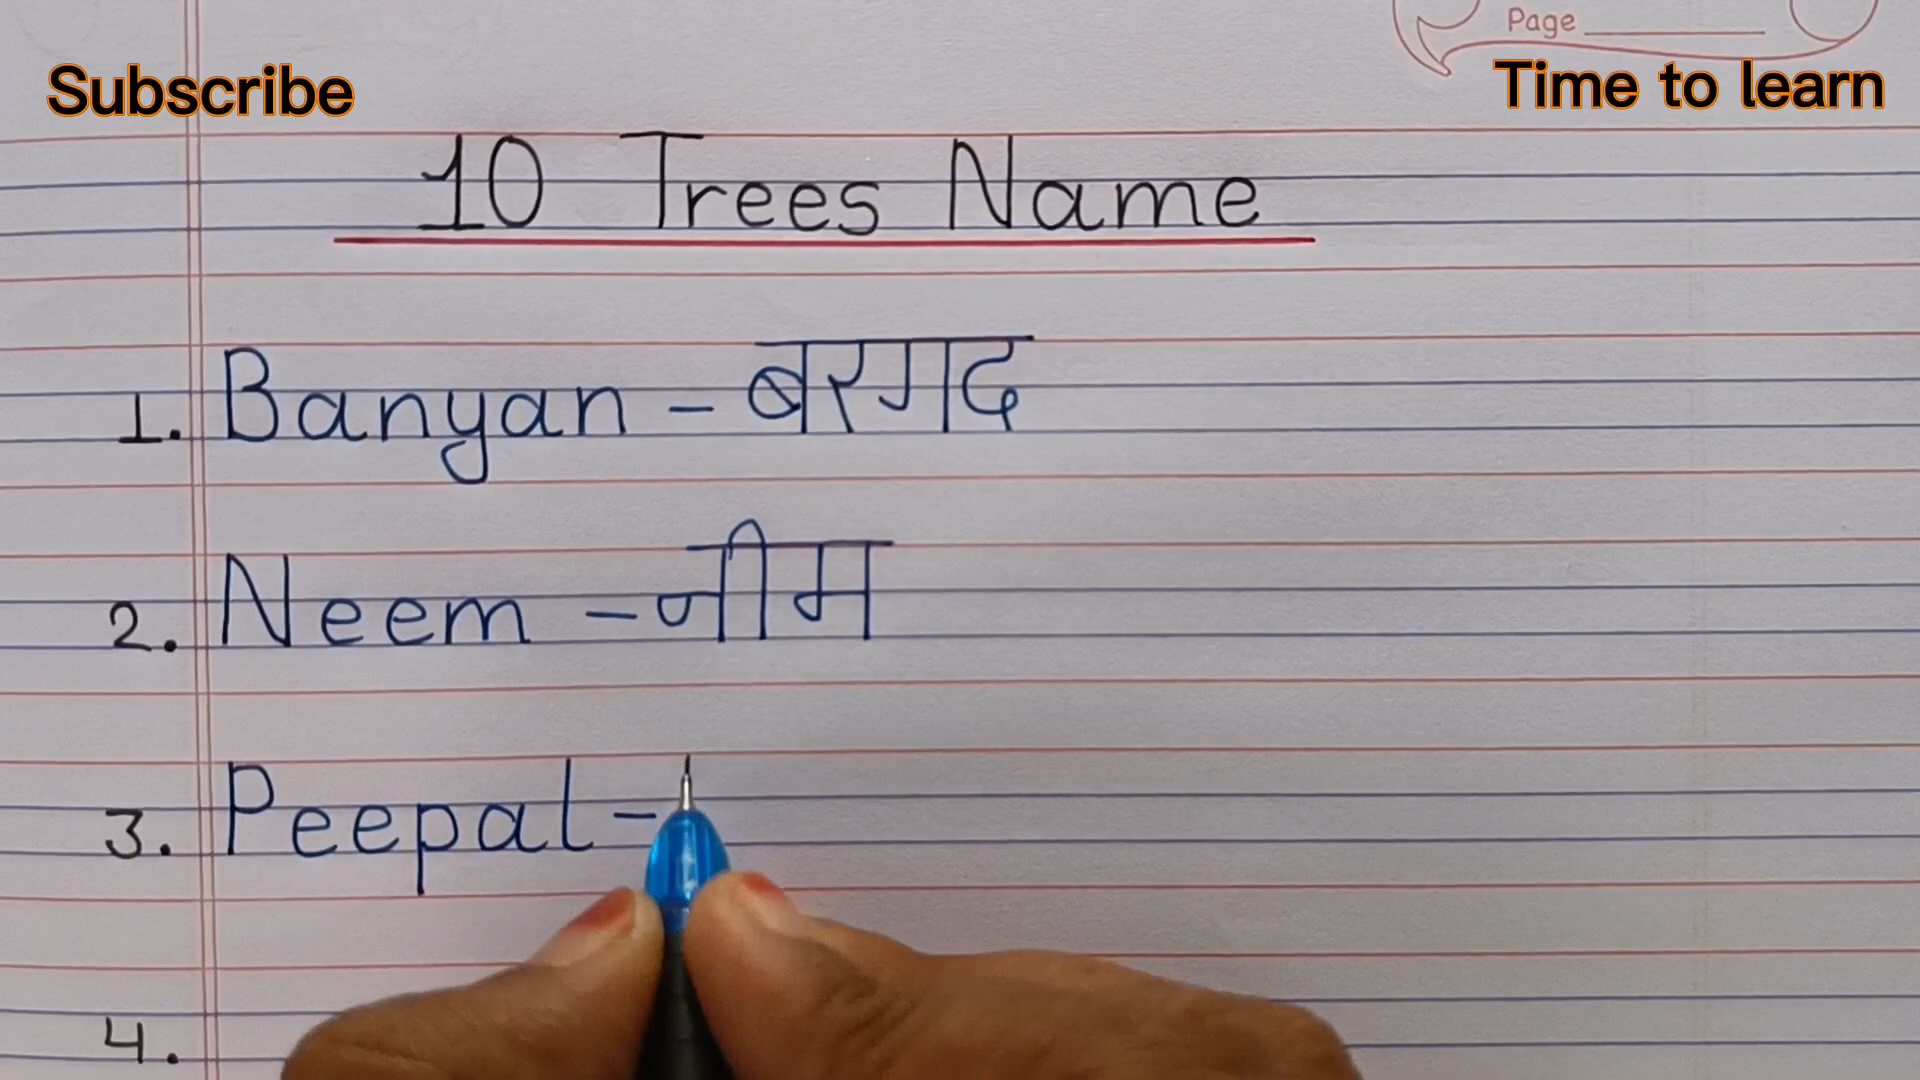 Page
Subscribe
Time to learn
10 Trees Name
1. Banyan - बरगद
2. Neem - नीम
3. Peepal -
4.